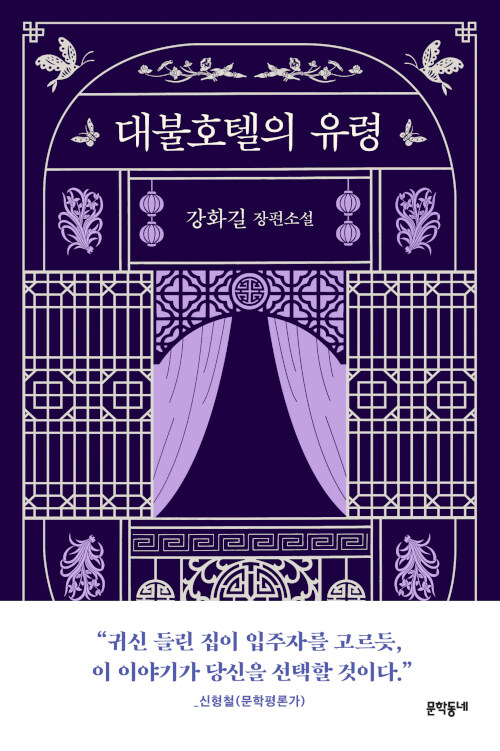 대불호텔의 유령
강화길 장편소설
“귀신 들린 집이 입주자를 고르듯,
이 이야기가 당신을 선택할 것이다.”
_신형철(문학평론가)
문학동네